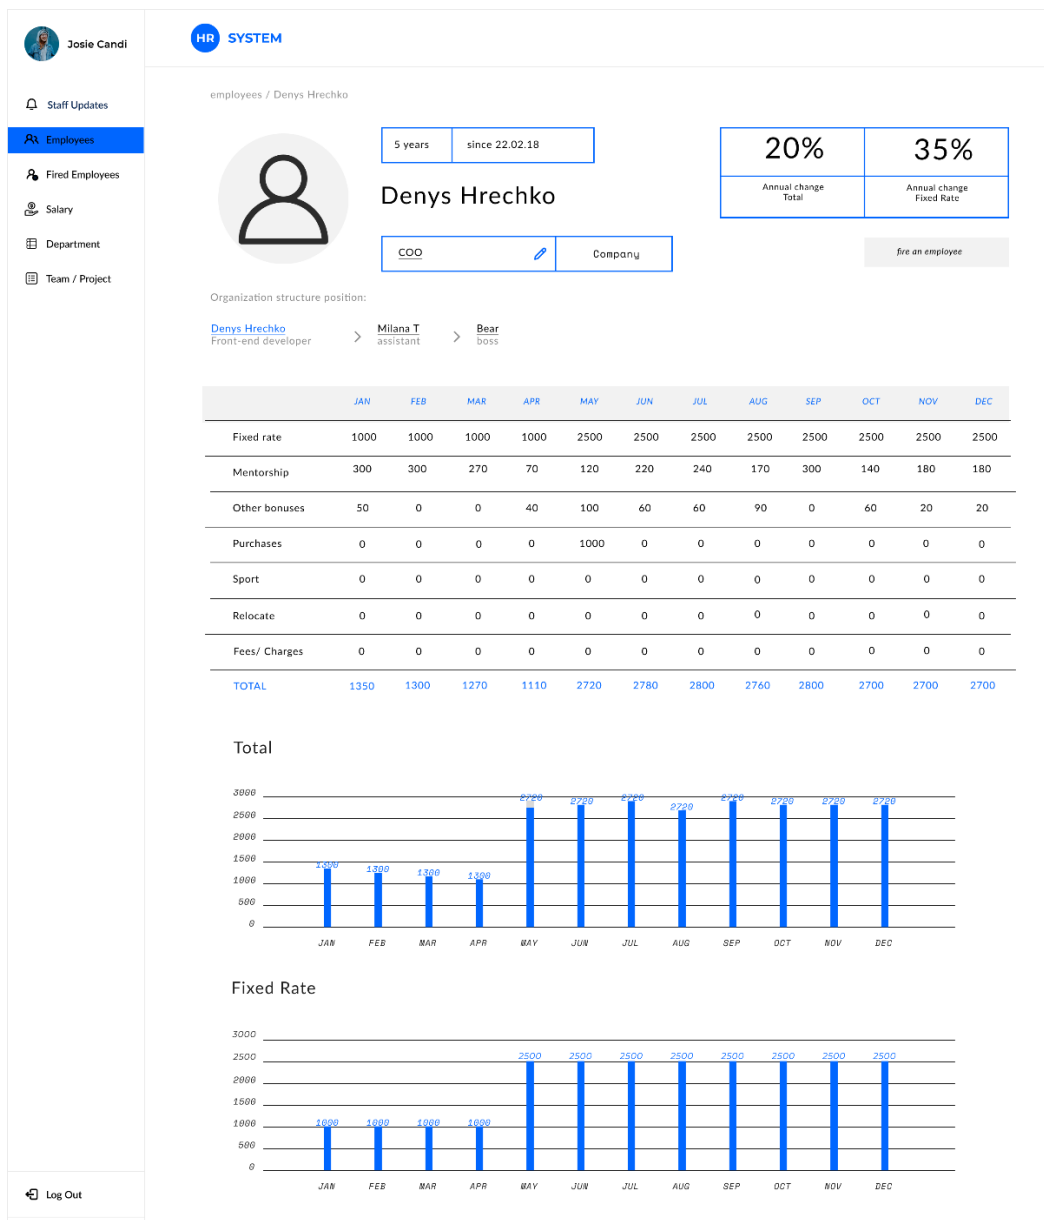 Josie Candi
HR SYSTEM
Staff Updates
Employees
Fired Employees
Salary
Department
Team / Project
Log Out
employees / Denys Hrechko
5 years since 22.02.18
Denys Hrechko
COO Company
20% 35%
Annual change Total
Annual change Fixed Rate
fire an employee
Organization structure position:
Denys Hrechko > Milana T > Bear
Front-end developer assistant boss
JAN FEB MAR APR MAY JUN JUL AUG SEP OCT NOV DEC
Fixed rate 1000 1000 1000 1000 2500 2500 2500 2500 2500 2500 2500 2500
Mentorship 300 300 270 70 120 220 240 170 300 140 180 180
Other bonuses 50 0 0 40 100 60 60 90 0 60 20 20
Purchases 0 0 0 0 1000 0 0 0 0 0 0 0
Sport 0 0 0 0 0 0 0 0 0 0 0 0
Relocate 0 0 0 0 0 0 0 0 0 0 0 0
Fees/ Charges 0 0 0 0 0 0 0 0 0 0 0 0
TOTAL 1350 1300 1270 1110 2720 2780 2800 2760 2800 2700 2700 2700
Total
3000
2500
2000
1500
1000
500
0
1300 1300 1300 1300 2720 2720 2720 2720 2720 2720 2720 2720
JAN FEB MAR APR MAY JUN JUL AUG SEP OCT NOV DEC
Fixed Rate
3000
2500
2000
1500
1000
500
0
1000 1000 1000 1000 2500 2500 2500 2500 2500 2500 2500 2500
JAN FEB MAR APR MAY JUN JUL AUG SEP OCT NOV DEC